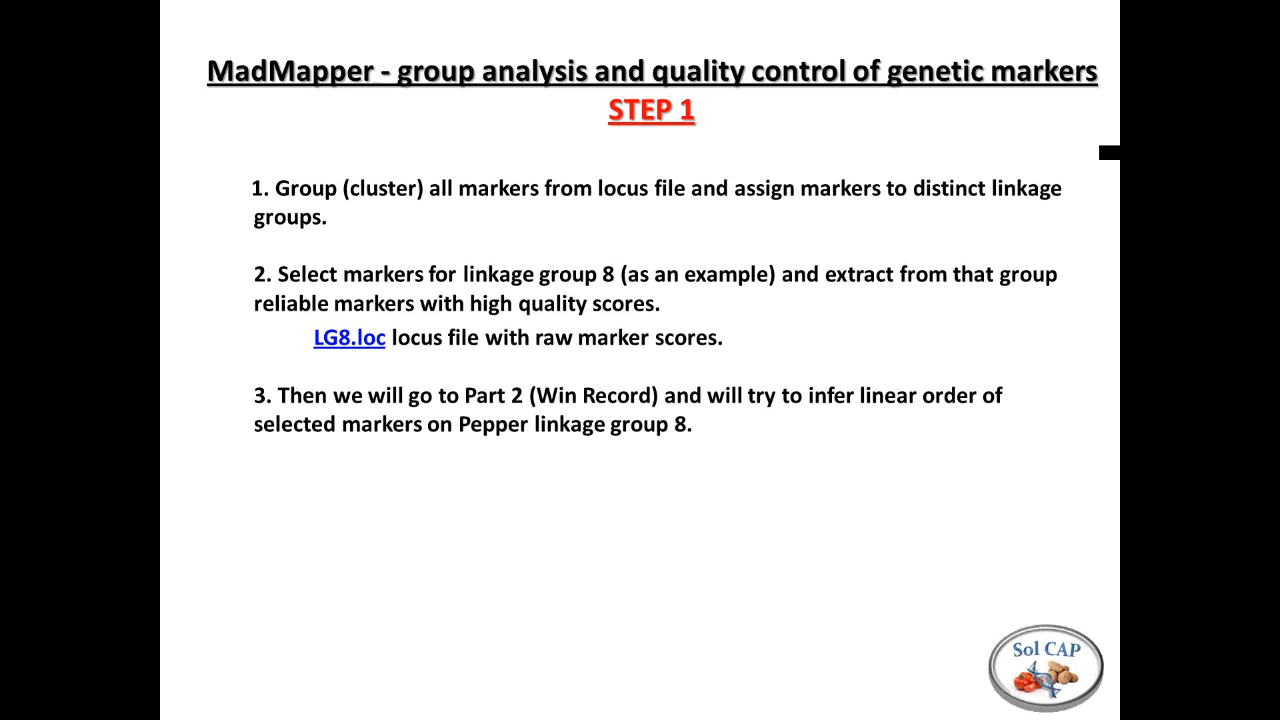 MadMapper - group analysis and quality control of genetic markers
STEP 1
1. Group (cluster) all markers from locus file and assign markers to distinct linkage
groups.
2. Select markers for linkage group 8 (as an example) and extract from that group
reliable markers with high quality scores.
LG8.loc locus file with raw marker scores.
3. Then we will go to Part 2 (Win Record) and will try to infer linear order of
selected markers on Pepper linkage group 8.
Sol CAP